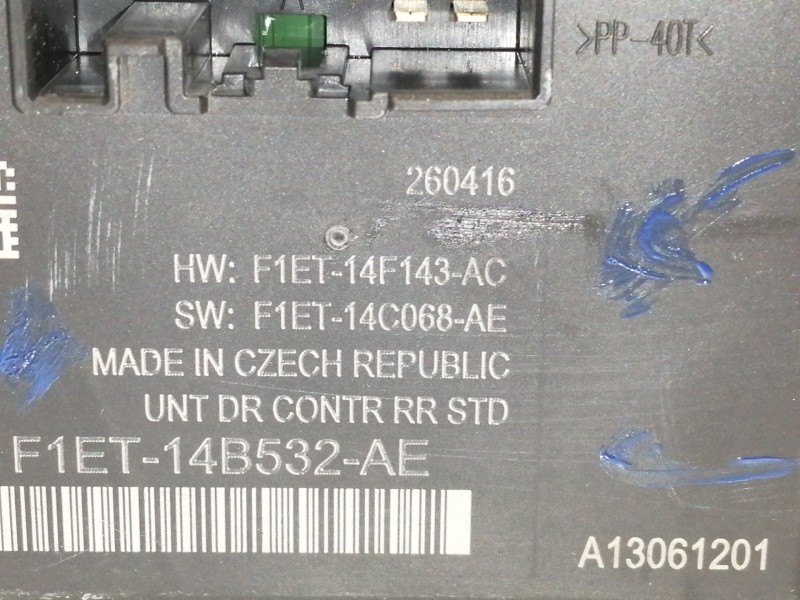 >PP-40T<
260416
HW: F1ET-14F143-AC
SW: F1ET-14C068-AE
MADE IN CZECH REPUBLIC
UNT DR CONTR RR STD
F1ET-14B532-AE
A13061201